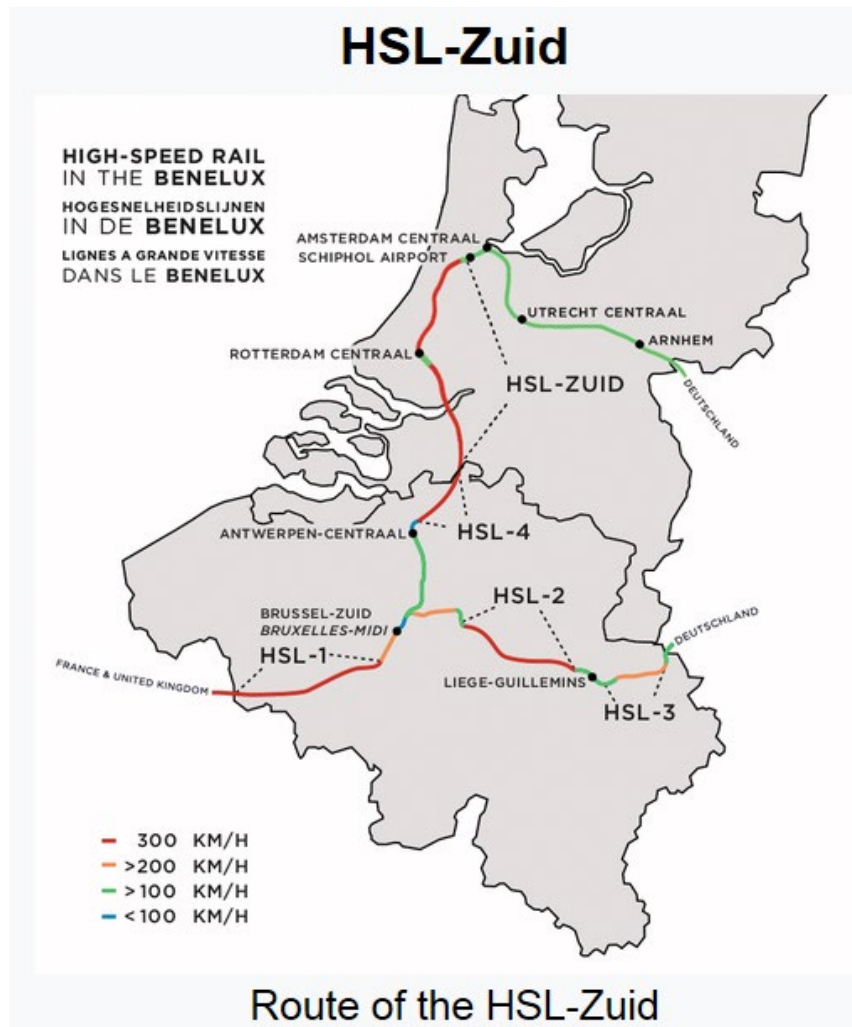 HSL-Zuid
HIGH-SPEED RAIL
IN THE BENELUX
HOGESNELHEIDSLIJNEN
IN DE BENELUX
LIGNES A GRANDE VITESSE
DANS LE BENELUX
AMSTERDAM CENTRAAL
SCHIPHOL AIRPORT
UTRECHT CENTRAAL
ARNHEM
ROTTERDAM CENTRAAL
HSL-ZUID
DEUTSCHLAND
ANTWERPEN-CENTRAAL
HSL-4
HSL-2
BRUSSEL-ZUID
BRUXELLES-MIDI
DEUTSCHLAND
HSL-1
FRANCE & UNITED KINGDOM
LIEGE-GUILLEMINS
HSL-3
300 KM/H
>200 KM/H
>100 KM/H
<100 KM/H
Route of the HSL-Zuid